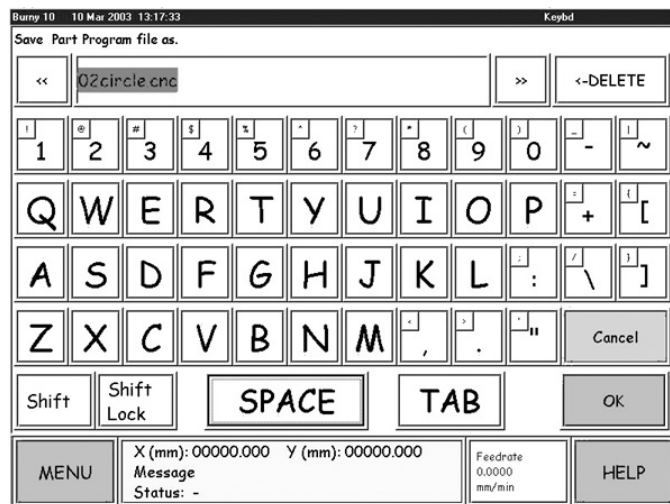 Burny 10 10 Mar 2003 13:17:33 Keybd
Save Part Program file as.
<< 02circle.cnc >> <-DELETE
! @ # $ % ^ ? * ( ) _ |
1 2 3 4 5 6 7 8 9 0 - ~
= {
Q W E R T Y U I O P + [
; / }
A S D F G H J K L : \ ]
< > '
Z X C V B N M , . " Cancel
Shift Shift Lock SPACE TAB OK
MENU X (mm): 00000.000 Y (mm): 00000.000 Feedrate HELP
Message 0.0000
Status: - mm/min